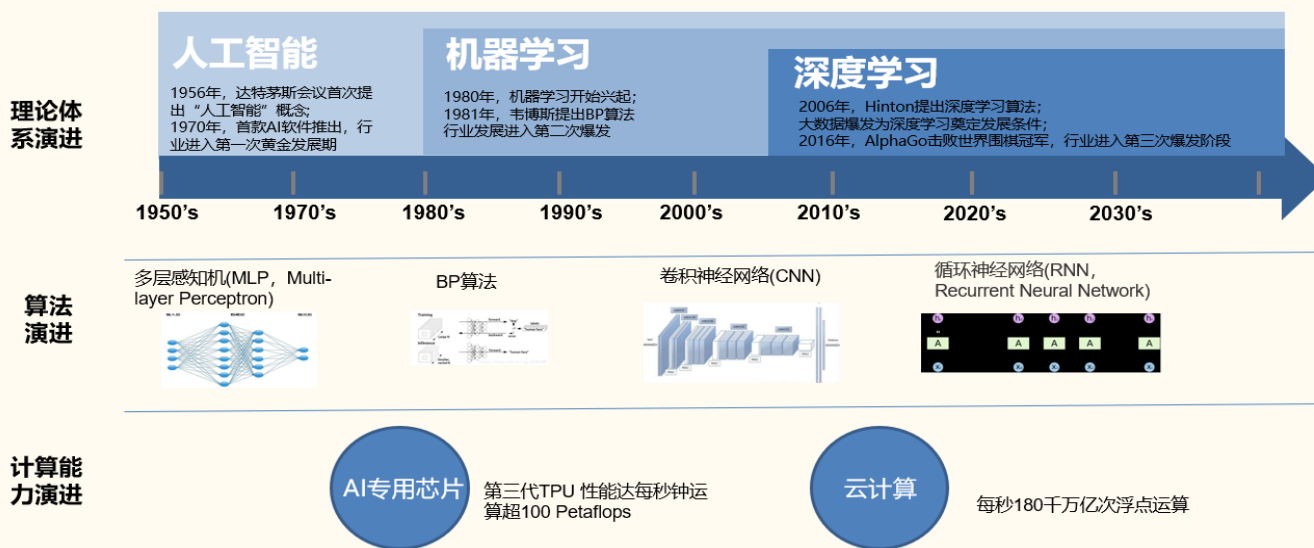 人工智能
1956年，达特茅斯会议首次提
出“人工智能”概念;
1970年，首款AI软件推出，行
业进入第一次黄金发展期
机器学习
1980年，机器学习开始兴起；
1981年，韦博斯提出BP算法
行业发展进入第二次爆发
深度学习
2006年，Hinton提出深度学习算法；
大数据爆发为深度学习奠定发展条件；
2016年，AlphaGo击败世界围棋冠军，行业进入第三次爆发阶段
理论体
系演进
1950’s
1970’s
1980’s
1990’s
2000’s
2010’s
2020’s
2030’s
算法
演进
多层感知机(MLP，Multi-
layer Perceptron)
BP算法
Training
Inference
卷积神经网络(CNN)
循环神经网络(RNN，
Recurrent Neural Network)
A
A
A
A
A
计算能
力演进
AI专用芯片
第三代TPU 性能达每秒钟运
算超100 Petaflops
云计算
每秒180千万亿次浮点运算